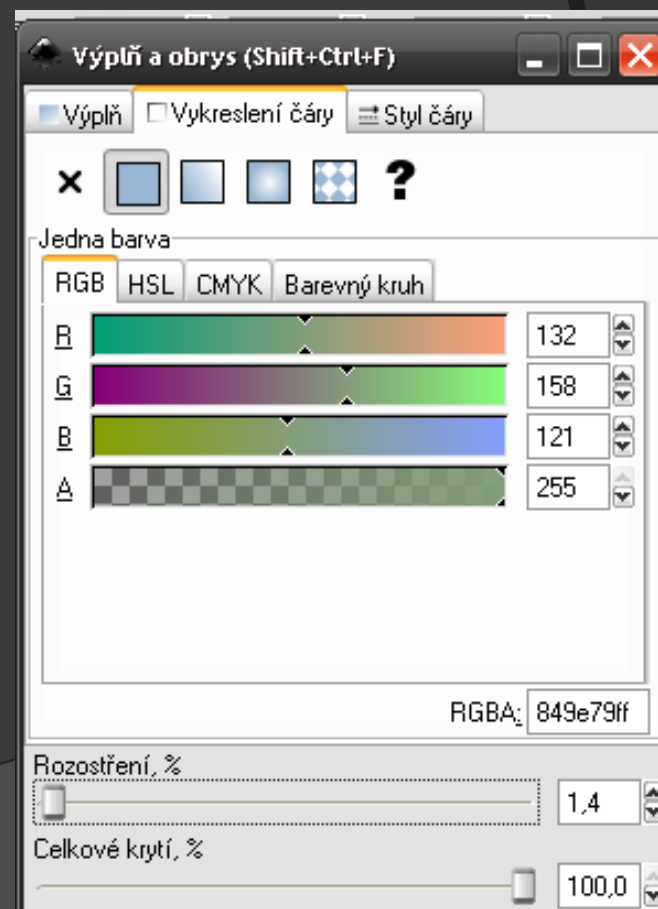 Výplň a obrys (Shift+Ctrl+F)
Výplň Vykreslení čáry Styl čáry
?
Jedna barva
RGB HSL CMYK Barevný kruh
R 132
G 158
B 121
A 255
RGBA: 849e79ff
Rozostření, %
1,4
Celkové krytí, %
100,0